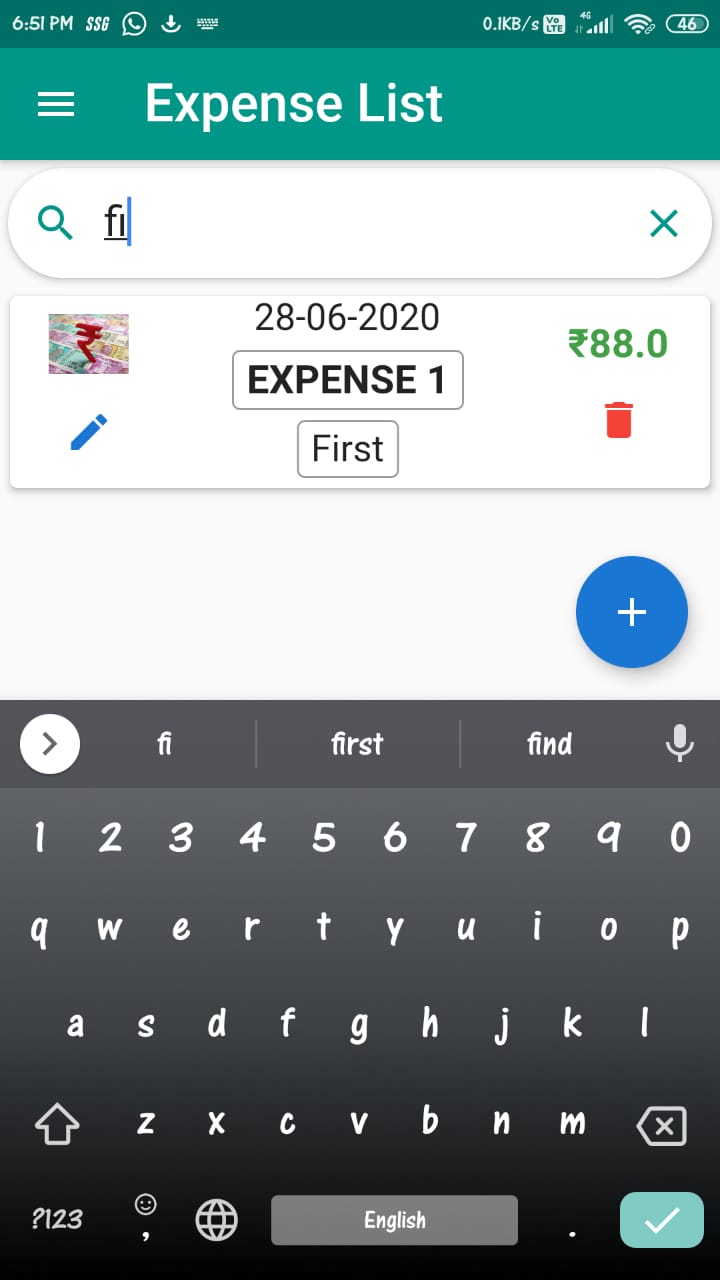 6:51 PM SSG 0.1KB/s Vo LTE 4G 46
Expense List
fi
28-06-2020
₹88.0
EXPENSE 1
First
fi first find
1 2 3 4 5 6 7 8 9 0
q w e r t y u i o p
a s d f g h j k l
z x c v b n m
?123 , English .